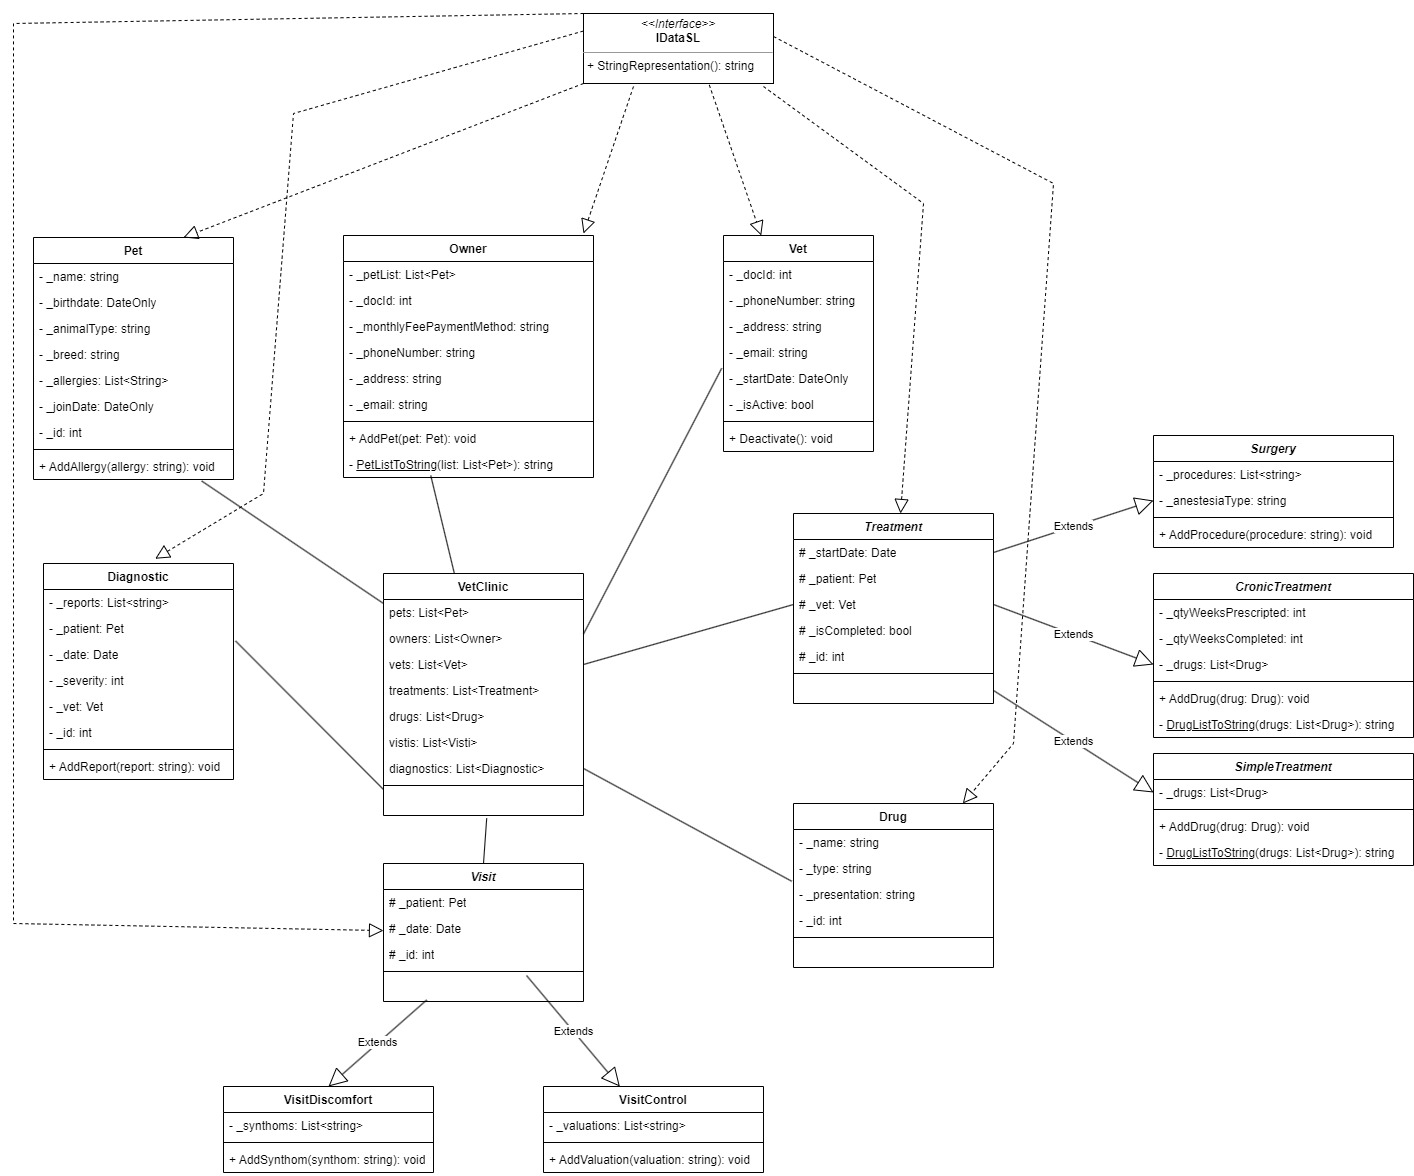 <<Interface>>
IDataSL
+ StringRepresentation(): string
Pet
- _name: string
- _birthdate: DateOnly
- _animalType: string
- _breed: string
- _allergies: List<String>
- _joinDate: DateOnly
- _id: int
+ AddAllergy(allergy: string): void
Owner
- _petList: List<Pet>
- _docId: int
- _monthlyFeePaymentMethod: string
- _phoneNumber: string
- _address: string
- _email: string
+ AddPet(pet: Pet): void
- PetListToString(list: List<Pet>): string
Vet
- _docId: int
- _phoneNumber: string
- _address: string
- _email: string
- _startDate: DateOnly
- _isActive: bool
+ Deactivate(): void
Surgery
- _procedures: List<string>
- _anestesiaType: string
+ AddProcedure(procedure: string): void
Treatment
# _startDate: Date
# _patient: Pet
# _vet: Vet
# _isCompleted: bool
# _id: int
Extends
Extends
Extends
Diagnostic
- _reports: List<string>
- _patient: Pet
- _date: Date
- _severity: int
- _vet: Vet
- _id: int
+ AddReport(report: string): void
VetClinic
pets: List<Pet>
owners: List<Owner>
vets: List<Vet>
treatments: List<Treatment>
drugs: List<Drug>
vistis: List<Visti>
diagnostics: List<Diagnostic>
CronicTreatment
- _qtyWeeksPrescripted: int
- _qtyWeeksCompleted: int
- _drugs: List<Drug>
+ AddDrug(drug: Drug): void
- DrugListToString(drugs: List<Drug>): string
SimpleTreatment
- _drugs: List<Drug>
+ AddDrug(drug: Drug): void
- DrugListToString(drugs: List<Drug>): string
Drug
- _name: string
- _type: string
- _presentation: string
- _id: int
Visit
# _patient: Pet
# _date: Date
# _id: int
Extends
Extends
VisitDiscomfort
- _synthoms: List<string>
+ AddSynthom(synthom: string): void
VisitControl
- _valuations: List<string>
+ AddValuation(valuation: string): void